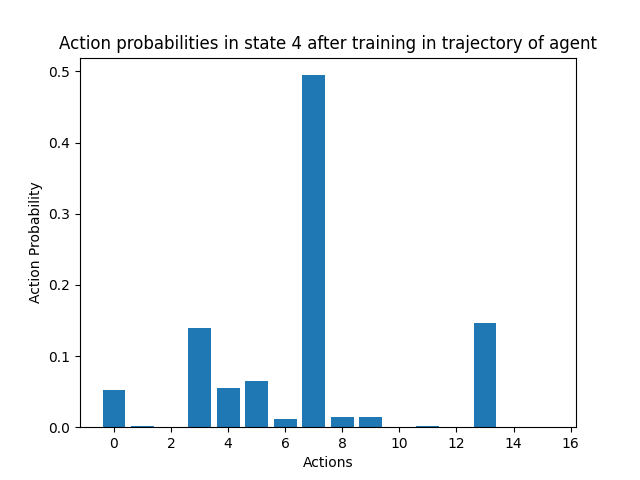 Action probabilities in state 4 after training in trajectory of agent
0.5
0.4
0.3
0.2
0.1
0.0
Action Probability
0 2 4 6 8 10 12 14 16
Actions